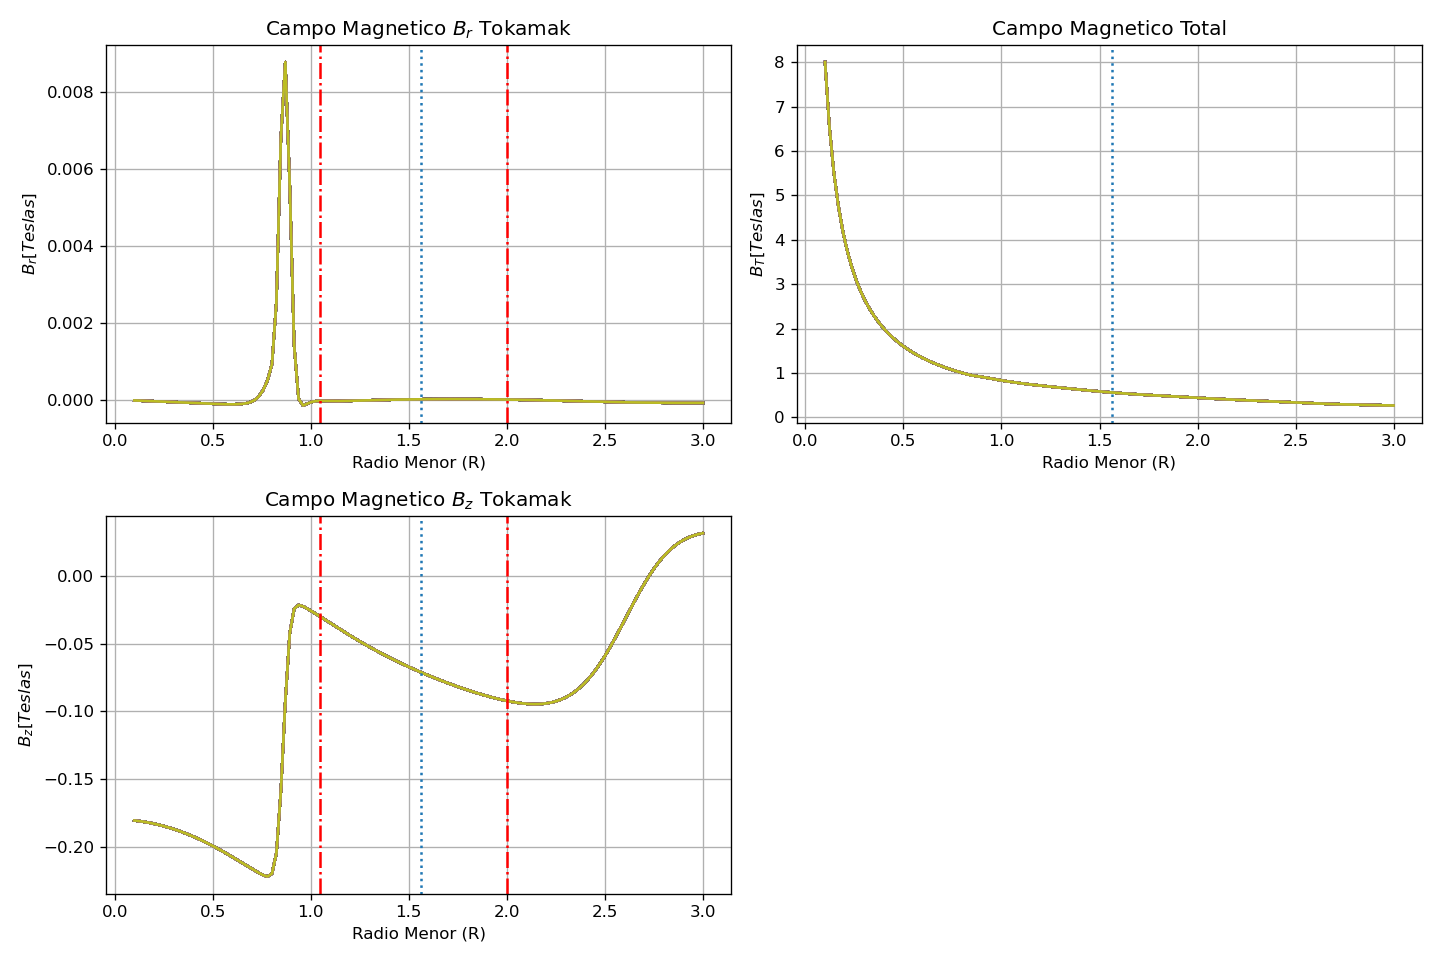 Campo Magnetico B_r Tokamak
0.008
0.006
0.004
0.002
0.000
B_r[Teslas]
0.0 0.5 1.0 1.5 2.0 2.5 3.0
Radio Menor (R)
Campo Magnetico Total
8
7
6
5
4
3
2
1
0
B_T[Teslas]
0.0 0.5 1.0 1.5 2.0 2.5 3.0
Radio Menor (R)
Campo Magnetico B_z Tokamak
0.00
−0.05
−0.10
−0.15
−0.20
B_z[Teslas]
0.0 0.5 1.0 1.5 2.0 2.5 3.0
Radio Menor (R)